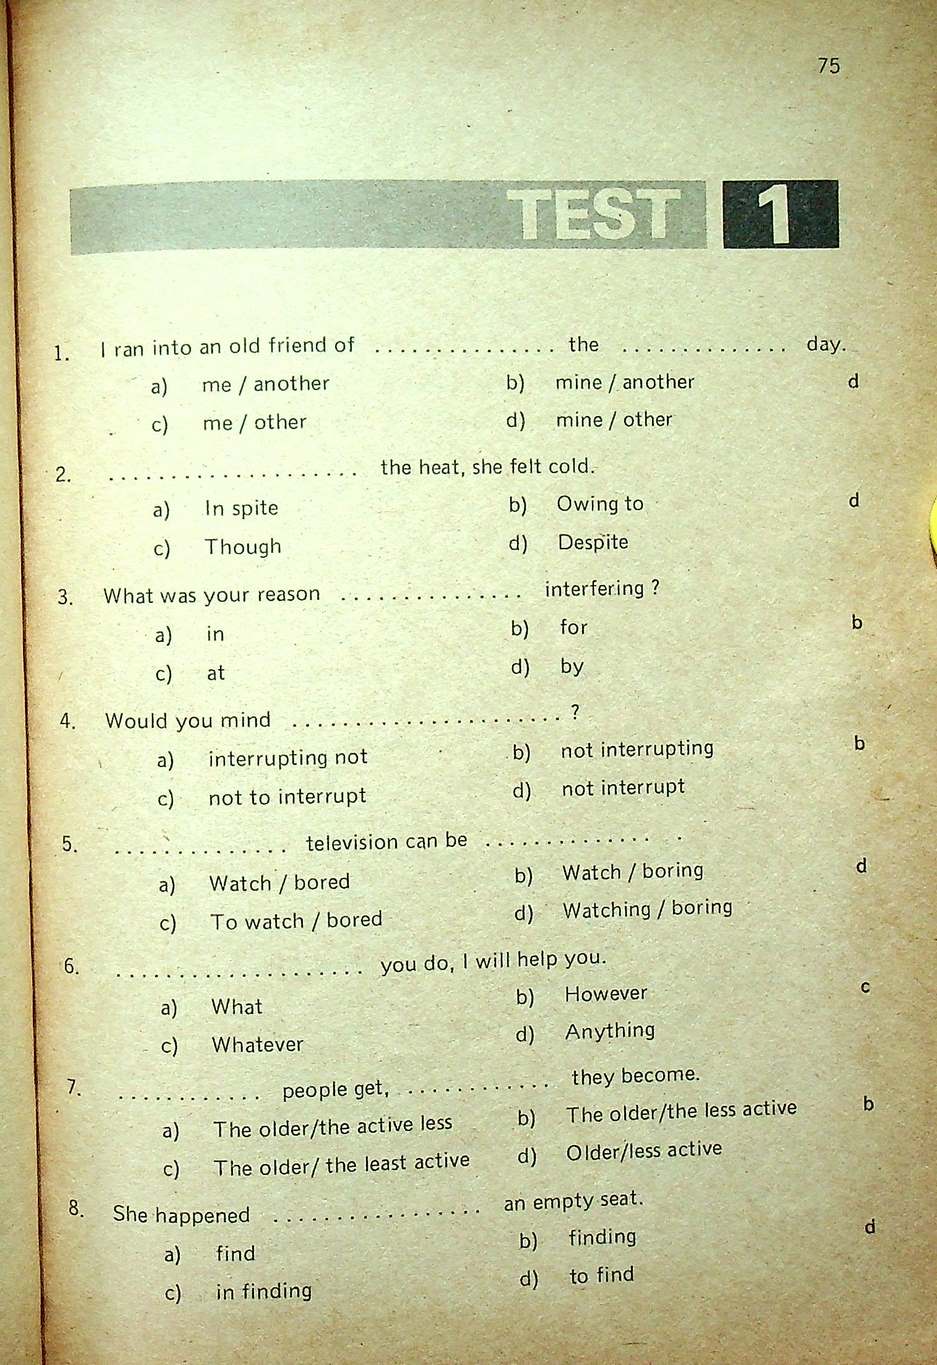 75
TEST 1
1. I ran into an old friend of ............... the .............. day.
a) me / another b) mine / another d
c) me / other d) mine / other
2. .................... the heat, she felt cold.
a) In spite b) Owing to d
c) Though d) Despite
3. What was your reason ............... interfering ?
a) in b) for b
c) at d) by
4. Would you mind ...................... ?
a) interrupting not b) not interrupting b
c) not to interrupt d) not interrupt
5. .............. television can be .............. .
a) Watch / bored b) Watch / boring d
c) To watch / bored d) Watching / boring
6. .................... you do, I will help you.
a) What b) However c
c) Whatever d) Anything
7. ............ people get, ............ they become.
a) The older/the active less b) The older/the less active b
c) The older/ the least active d) Older/less active
8. She happened ................. an empty seat.
a) find b) finding d
c) in finding d) to find